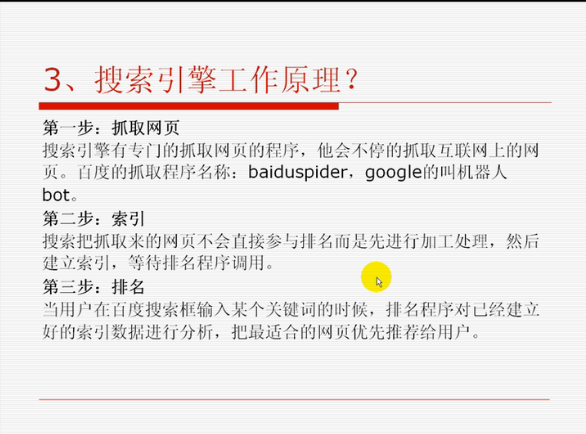 3、搜索引擎工作原理？
第一步：抓取网页
搜索引擎有专门的抓取网页的程序，他会不停的抓取互联网上的网
页。百度的抓取程序名称：baiduspider，google的叫机器人
bot。
第二步：索引
搜索把抓取来的网页不会直接参与排名而是先进行加工处理，然后
建立索引，等待排名程序调用。
第三步：排名
当用户在百度搜索框输入某个关键词的时候，排名程序对已经建立
好的索引数据进行分析，把最适合的网页优先推荐给用户。